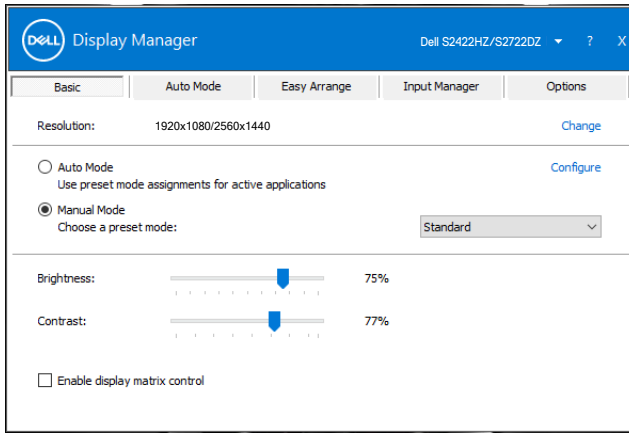 DELL Display Manager Dell S2422HZ/S2722DZ ? X
Basic Auto Mode Easy Arrange Input Manager Options
Resolution: 1920x1080/2560x1440 Change
Auto Mode Configure
Use preset mode assignments for active applications
Manual Mode
Choose a preset mode: Standard
Brightness: 75%
Contrast: 77%
Enable display matrix control